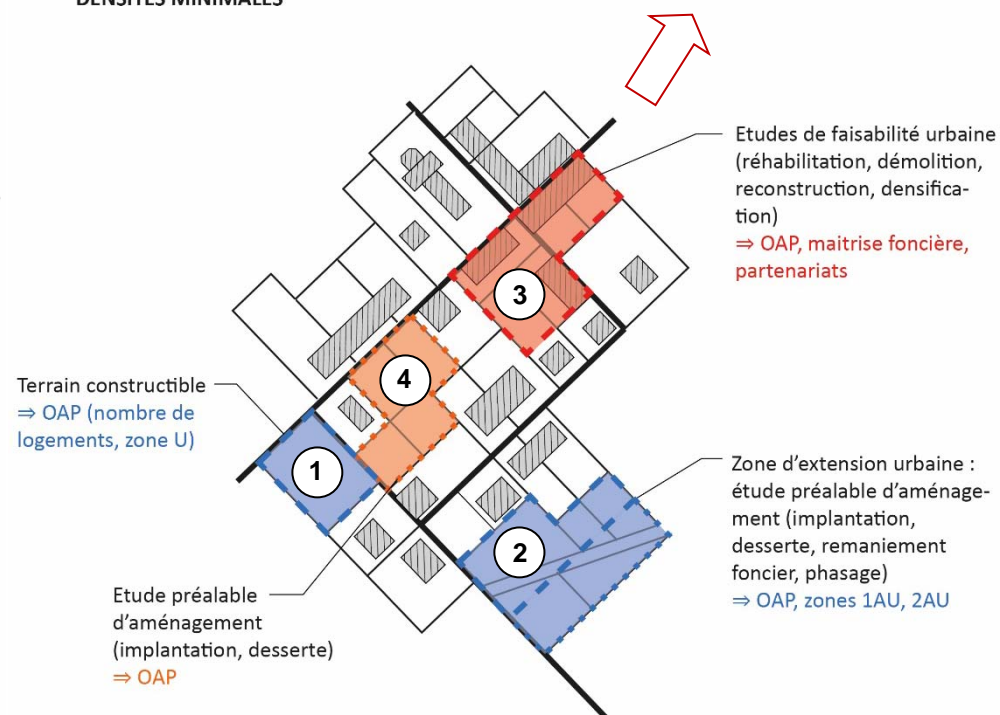 DENSITES MINIMALES
Etudes de faisabilité urbaine
(réhabilitation, démolition,
reconstruction, densifica-
tion)
⇒ OAP, maitrise foncière,
partenariats
3
4
Terrain constructible
⇒ OAP (nombre de
logements, zone U)
1
Zone d’extension urbaine :
étude préalable d’aménage-
ment (implantation,
desserte, remaniement
foncier, phasage)
⇒ OAP, zones 1AU, 2AU
2
Etude préalable
d’aménagement
(implantation, desserte)
⇒ OAP